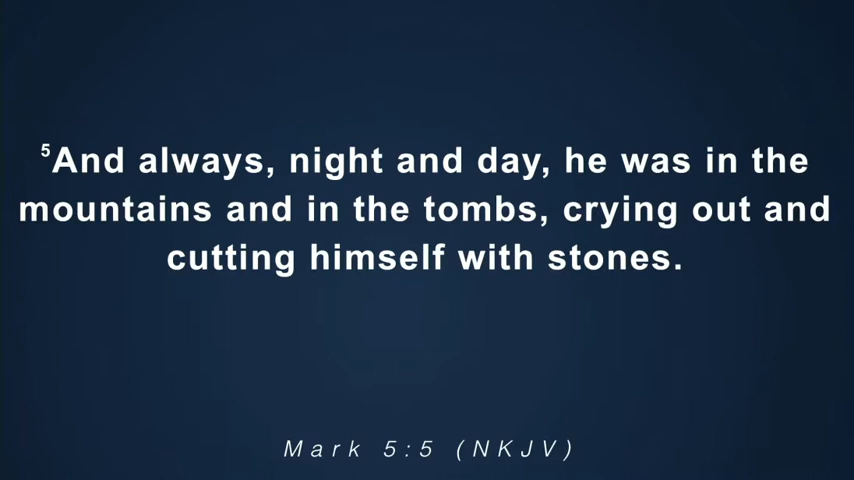 5And always, night and day, he was in the
mountains and in the tombs, crying out and
cutting himself with stones.
Mark 5:5 (NKJV)